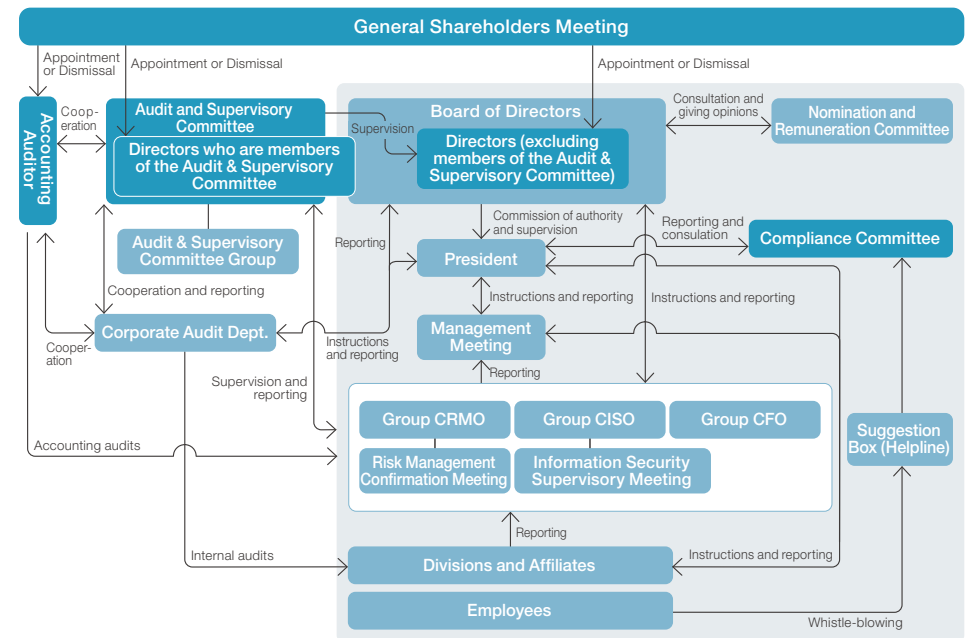 General Shareholders Meeting
Appointment
or Dismissal
Appointment or Dismissal
Appointment or Dismissal
Accounting
Auditor
Coop-
eration
Audit and Supervisory
Committee
Directors who are members
of the Audit & Supervisory
Committee
Supervision
Board of Directors
Directors (excluding
members of the Audit &
Supervisory Committee)
Consultation and
giving opinions
Nomination and
Remuneration Committee
Audit & Supervisory
Committee Group
Reporting
Commission of authority
and supervision
Reporting and
consulation
Compliance Committee
President
Cooperation and reporting
Instructions and reporting
Instructions and reporting
Corporate Audit Dept.
Cooper-
ation
Instructions
and reporting
Management
Meeting
Reporting
Supervision and
reporting
Group CRMO
Group CISO
Group CFO
Risk Management
Confirmation Meeting
Information Security
Supervisory Meeting
Suggestion
Box (Helpline)
Accounting audits
Reporting
Internal audits
Divisions and Affiliates
Instructions and reporting
Employees
Whistle-blowing